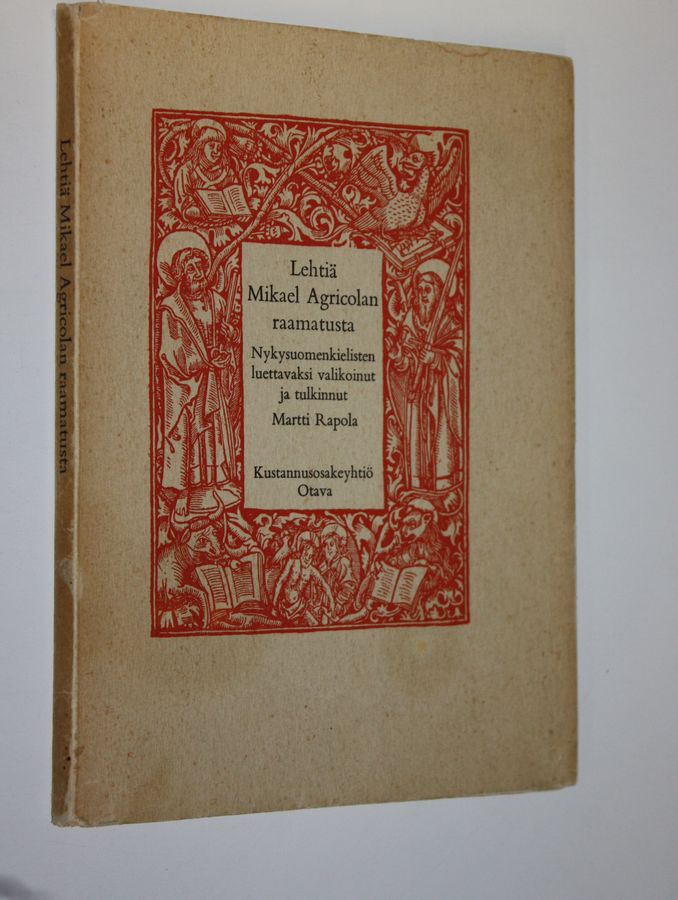 Lehtiä Mikael Agricolan raamatusta
Lehtiä
Mikael Agricolan
raamatusta
Nykysuomenkielisten
luettavaksi valikoinut
ja tulkinnut
Martti Rapola
Kustannusosakeyhtiö
Otava